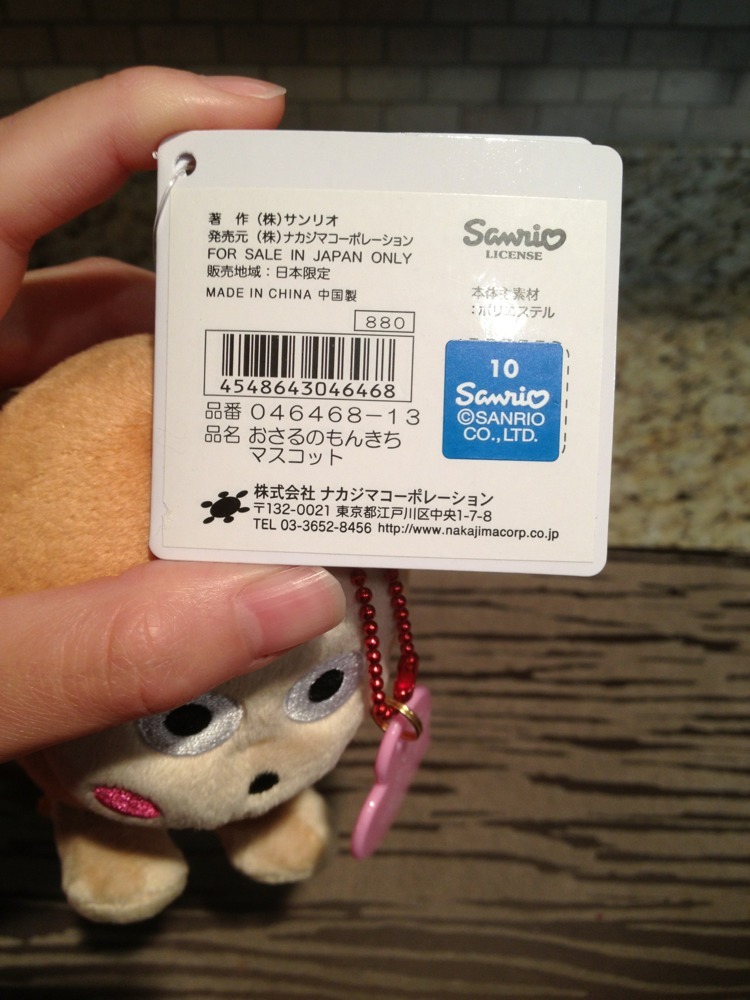 著 作 (株)サンリオ
発売元 (株)ナカジマコーポレーション
FOR SALE IN JAPAN ONLY
販売地域:日本限定
MADE IN CHINA 中国製
880
4548643046468
品番 046468-13
品名 おさるのもんきち
マスコット
Sanrio
LICENSE
本体主素材
:ポリエステル
10
Sanrio
©SANRIO
CO.,LTD.
株式会社 ナカジマコーポレーション
〒132-0021 東京都江戸川区中央1-7-8
TEL 03-3652-8456 http://www.nakajimacorp.co.jp